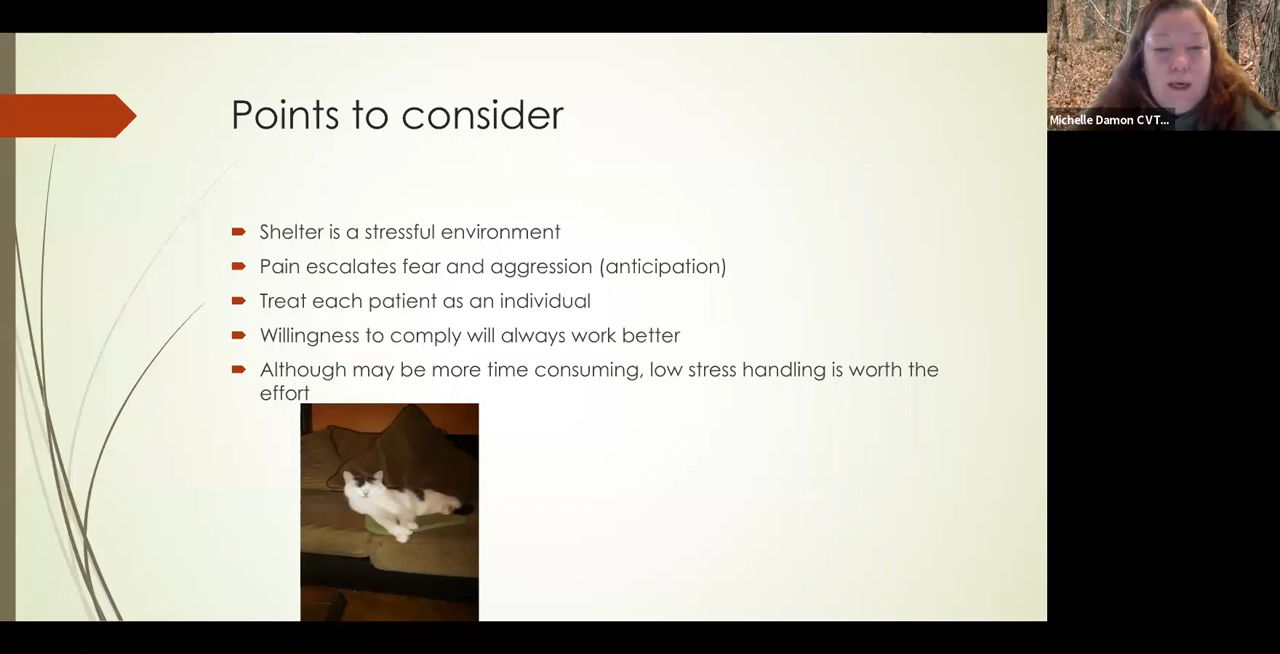 Points to consider
Shelter is a stressful environment
Pain escalates fear and aggression (anticipation)
Treat each patient as an individual
Willingness to comply will always work better
Although may be more time consuming, low stress handling is worth the
effort
Michelle Damon CVT...